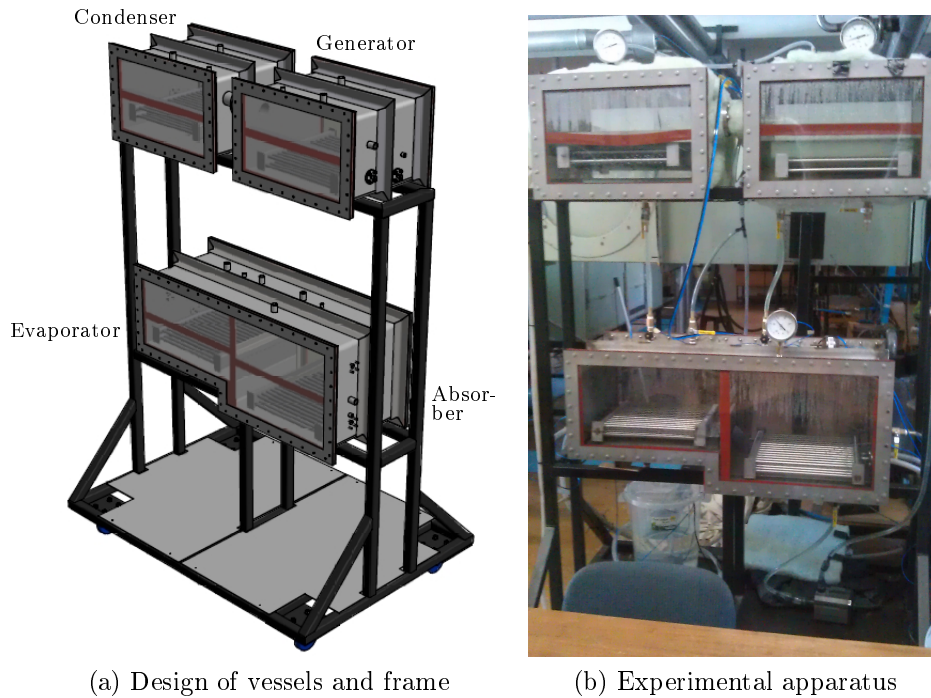 Condenser
Generator
Evaporator
Absor-
ber
(a) Design of vessels and frame
(b) Experimental apparatus